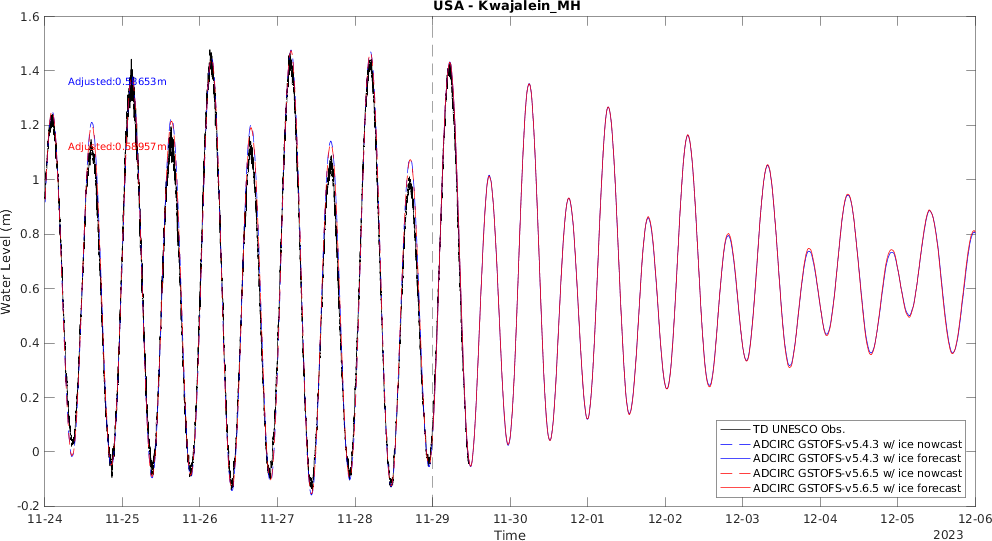 USA - Kwajalein_MH
1.6
1.4
1.2
1
0.8
0.6
0.4
0.2
0
-0.2
Water Level (m)
Adjusted:0.58653m
Adjusted:0.58957m
TD UNESCO Obs.
ADCIRC GSTOFS-v5.4.3 w/ ice nowcast
ADCIRC GSTOFS-v5.4.3 w/ ice forecast
ADCIRC GSTOFS-v5.6.5 w/ ice nowcast
ADCIRC GSTOFS-v5.6.5 w/ ice forecast
11-24 11-25 11-26 11-27 11-28 11-29 11-30 12-01 12-02 12-03 12-04 12-05 12-06
Time
2023